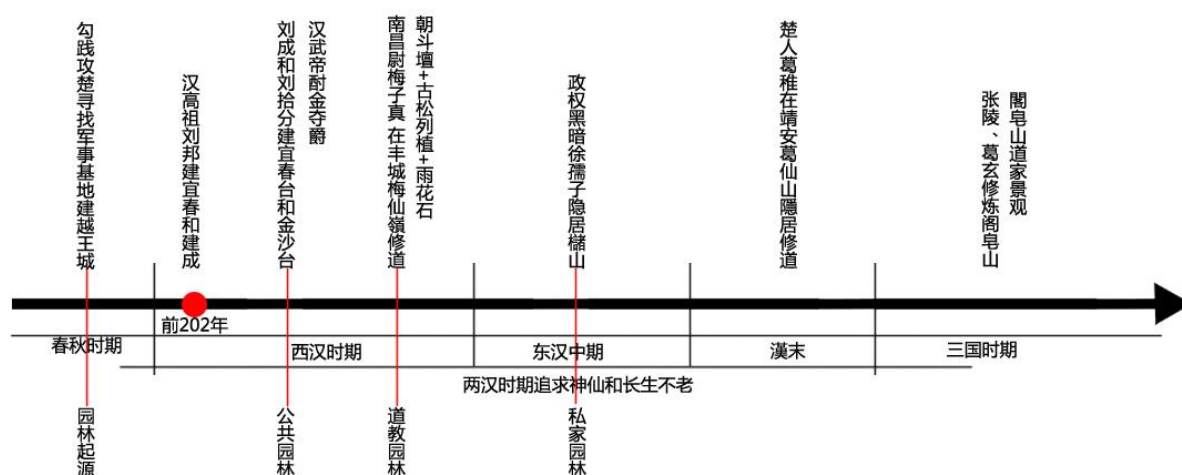 勾践攻楚寻找军事基地建越王城
汉高祖刘邦建宜春和建成
刘成和刘拾分建宜春台和金沙台
汉武帝酎金夺爵
南昌尉梅子真 在丰城梅仙嶺修道
朝斗壇+古松列植+雨花石
政权黑暗徐孺子隐居槠山
楚人葛稚在靖安葛仙山隱居修道
张陵、葛玄修炼阁皂山
閣皂山道家景观
前202年
春秋时期
西汉时期
东汉中期
漢末
三国时期
两汉时期追求神仙和长生不老
园林起源
公共园林
道教园林
私家园林